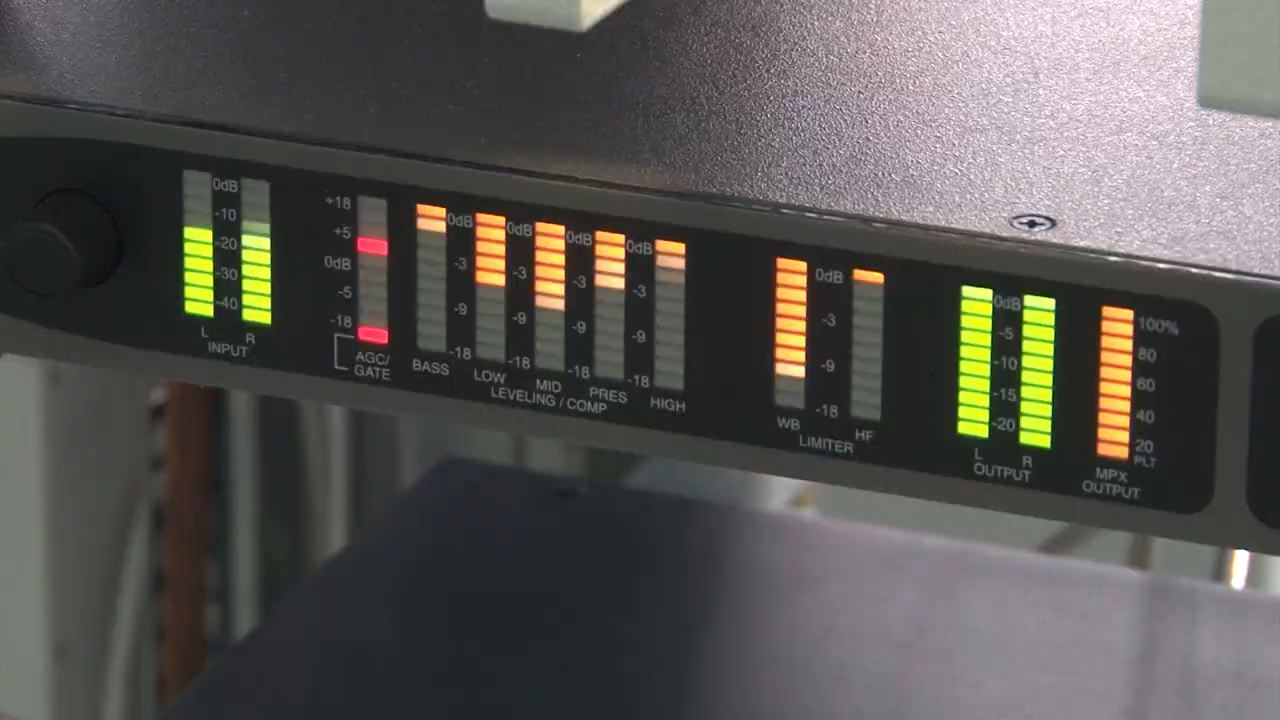 0dB
-10
-20
-30
-40
L R
INPUT
+18
+5
0dB
-5
-18
AGC/
GATE
0dB
-3
-9
-18
BASS
0dB
-3
-9
-18
LOW
0dB
-3
-9
-18
MID
0dB
-3
-9
-18
PRES
HIGH
LEVELING / COMP
0dB
-3
-9
-18
WB HF
LIMITER
0dB
-5
-10
-15
-20
L R
OUTPUT
100%
80
60
40
20
PLT
MPX
OUTPUT